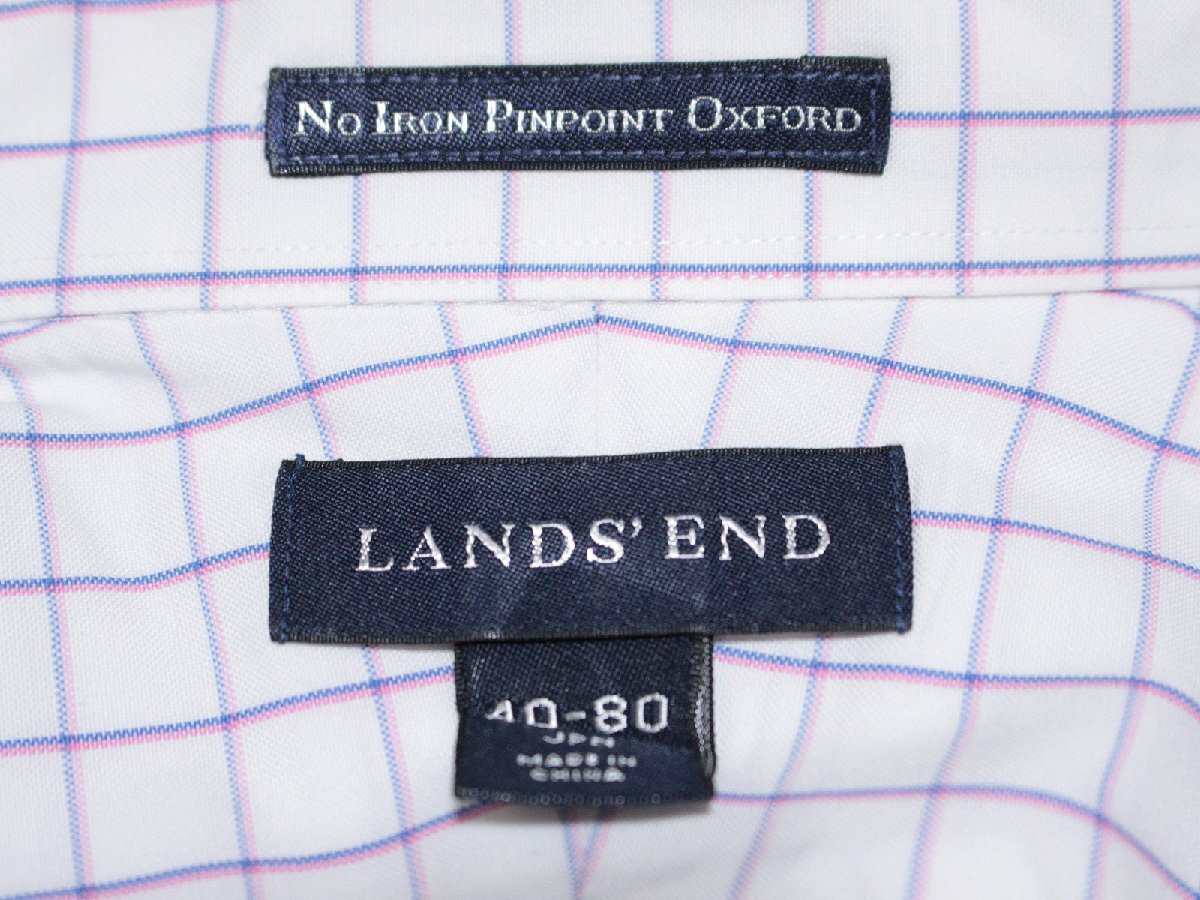 No Iron Pinpoint Oxford
LANDS' END
40-80
JPN
MADE IN
CHINA